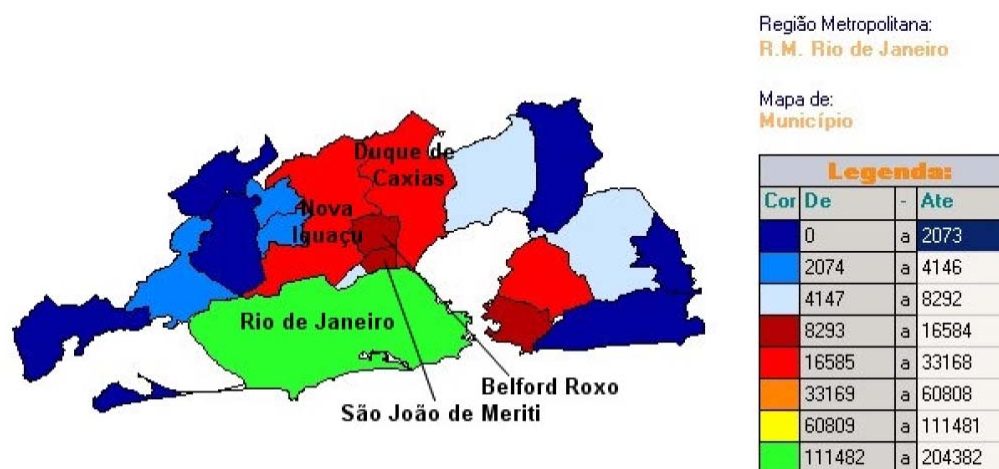 Região Metropolitana:
R.M. Rio de Janeiro
Mapa de:
Município
Duque de
Caxias
Nova
Iguaçu
Rio de Janeiro
Belford Roxo
São João de Meriti
Legenda:
Cor De - Ate
0 a 2073
2074 a 4146
4147 a 8292
8293 a 16584
16585 a 33168
33169 a 60808
60809 a 111481
111482 a 204382